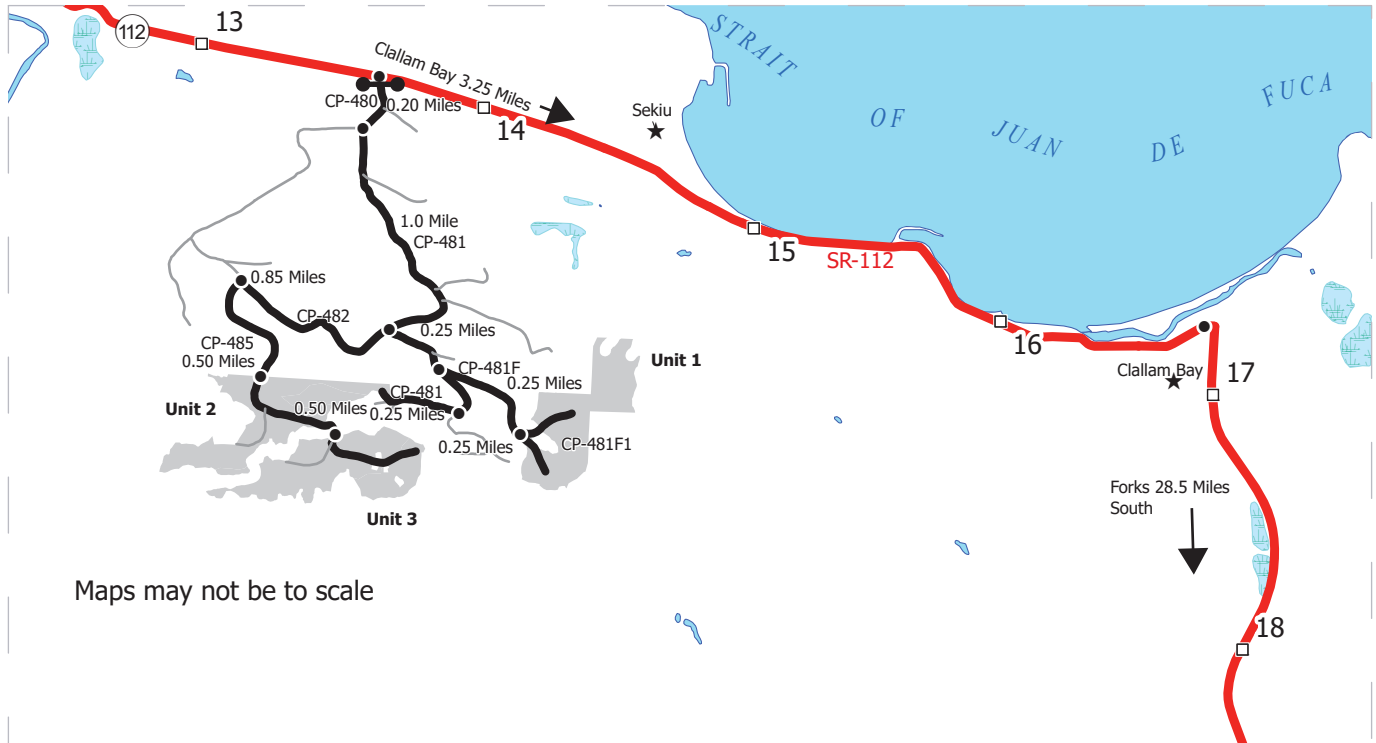 112
13
Clallam Bay 3.25 Miles
14
STRAIT
OF
JUAN
DE
FUCA
Sekiu
CP-480
0.20 Miles
1.0 Mile
CP-481
15
SR-112
16
0.85 Miles
CP-482
0.25 Miles
CP-485
0.50 Miles
CP-481F
0.25 Miles
Unit 1
Clallam Bay
17
Unit 2
CP-481
0.50 Miles
0.25 Miles
0.25 Miles
CP-481F1
Unit 3
Forks 28.5 Miles
South
Maps may not be to scale
18